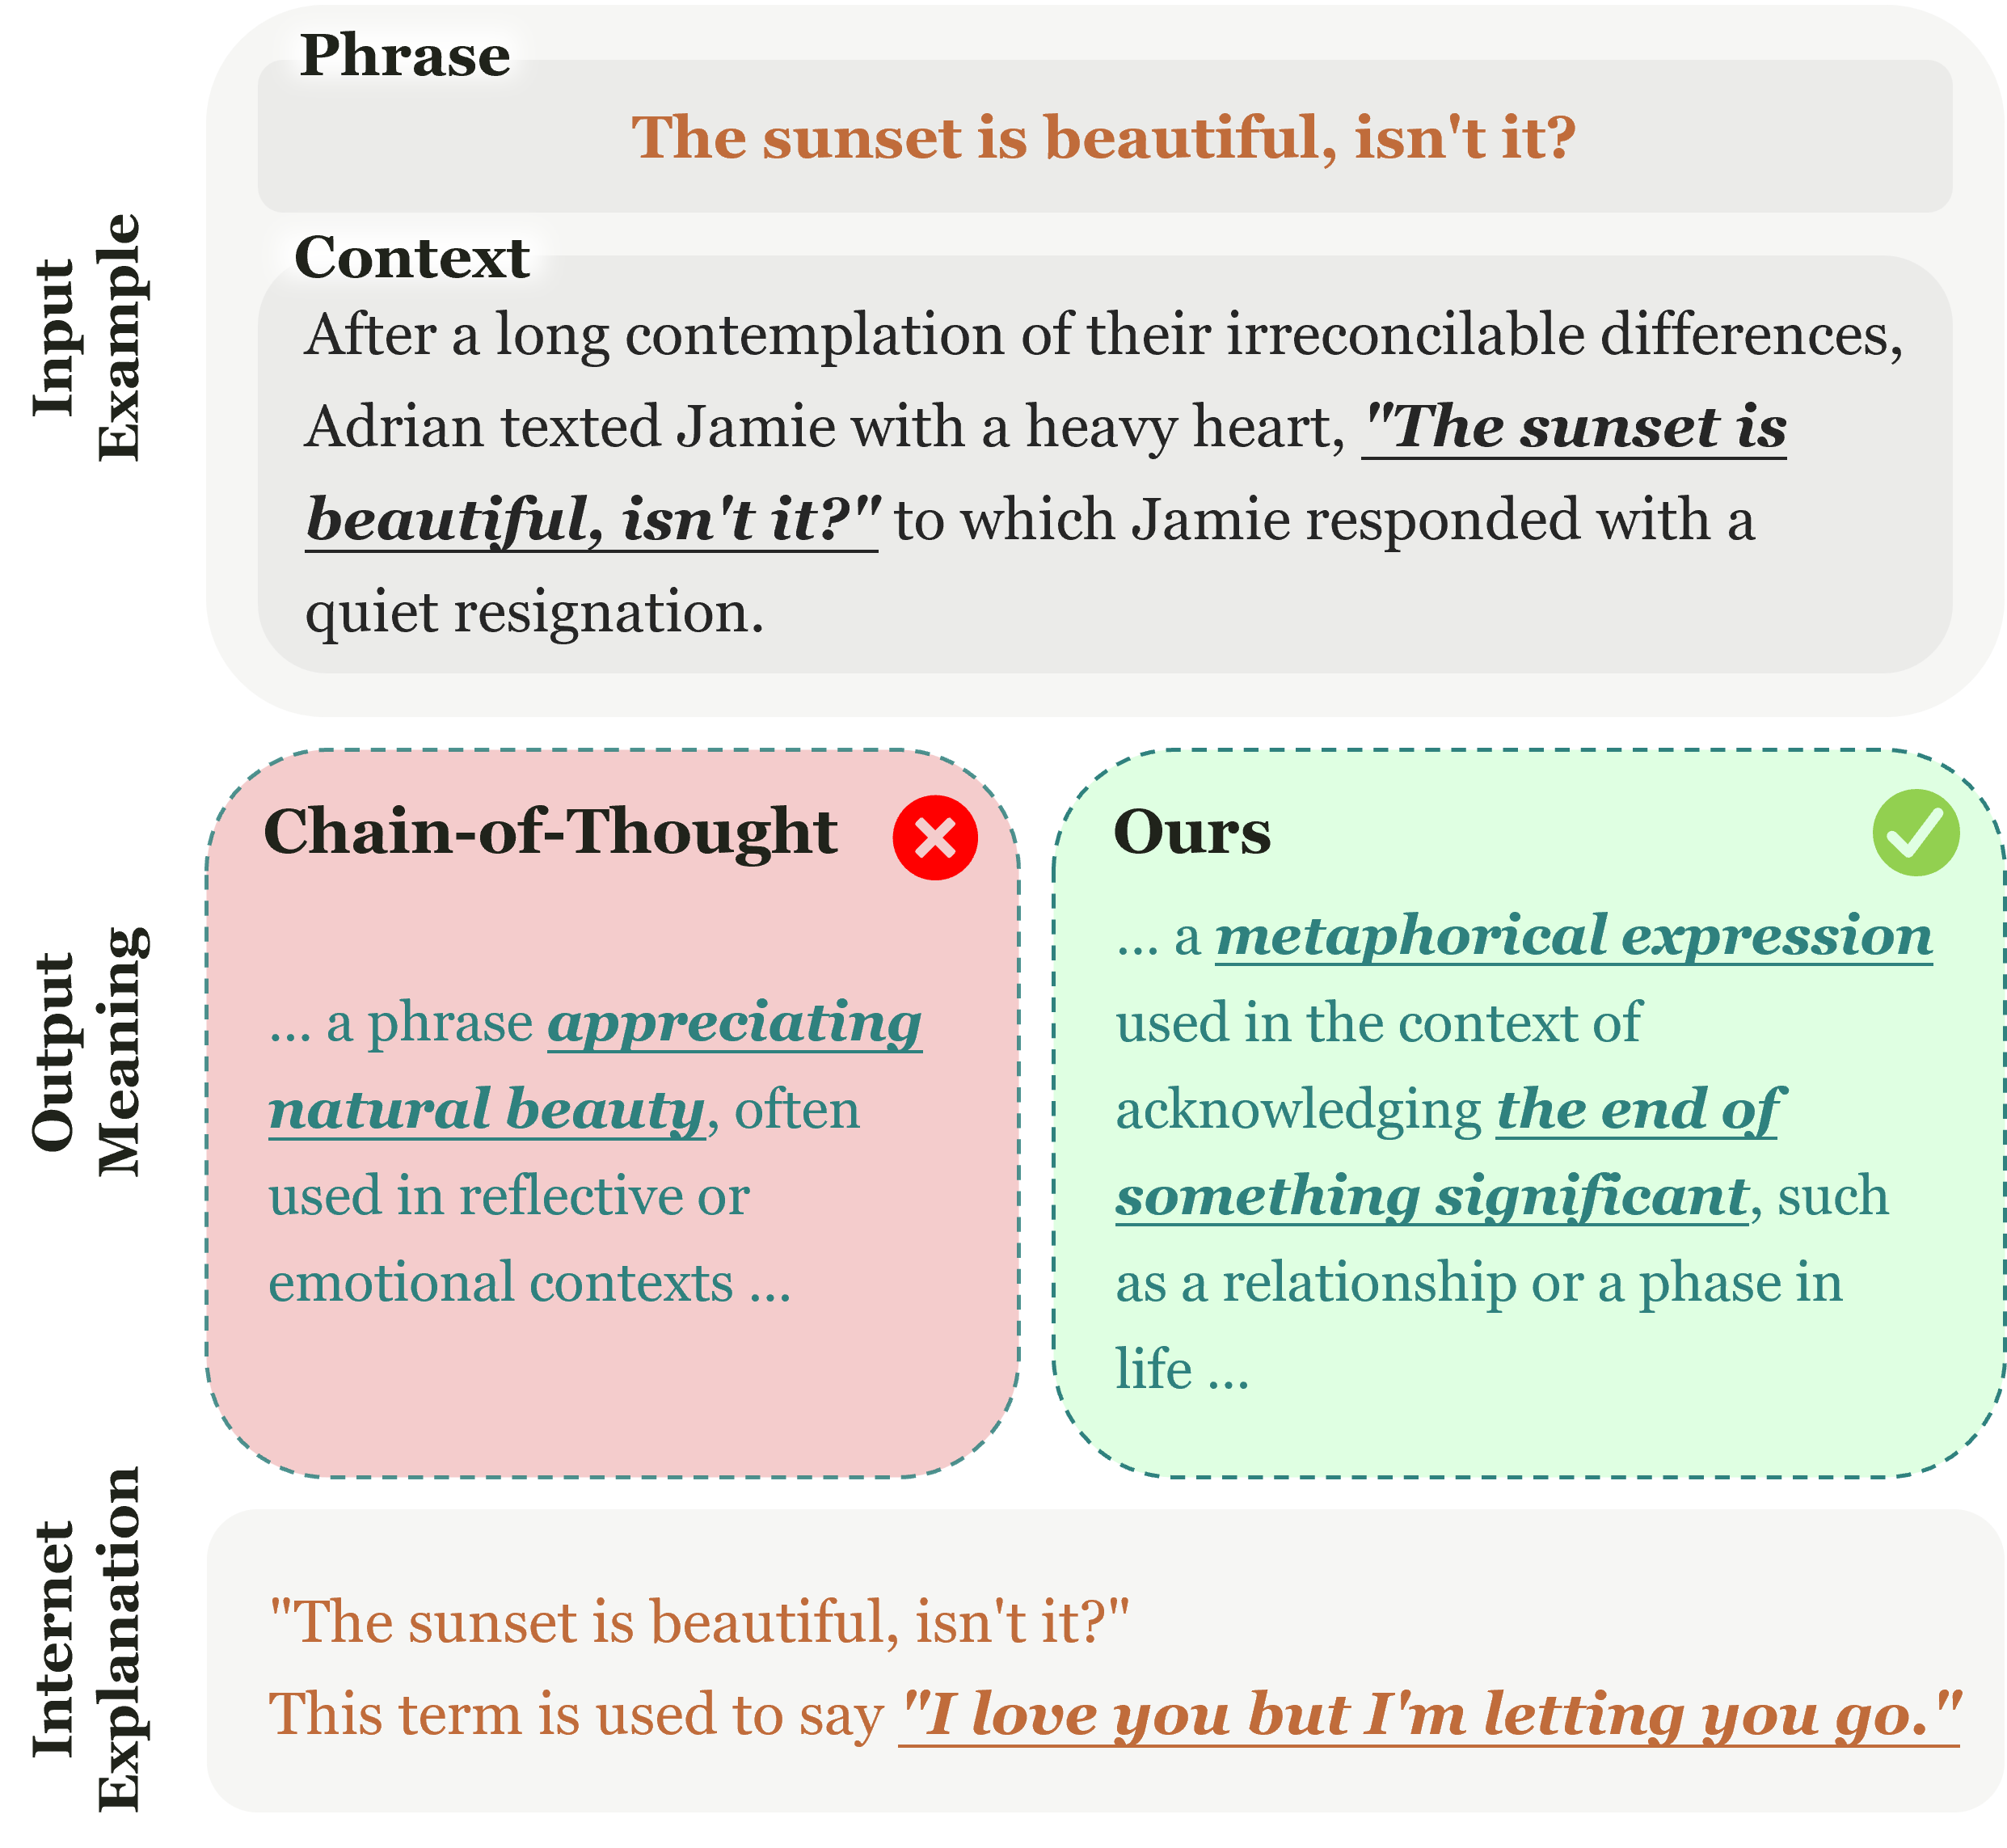 Input
Example
Phrase
The sunset is beautiful, isn't it?
Context
After a long contemplation of their irreconcilable differences,
Adrian texted Jamie with a heavy heart, "The sunset is
beautiful, isn't it?" to which Jamie responded with a
quiet resignation.
Output
Meaning
Chain-of-Thought
... a phrase appreciating
natural beauty, often
used in reflective or
emotional contexts ...
Ours
... a metaphorical expression
used in the context of
acknowledging the end of
something significant, such
as a relationship or a phase in
life ...
Internet
Explanation
"The sunset is beautiful, isn't it?"
This term is used to say "I love you but I'm letting you go."